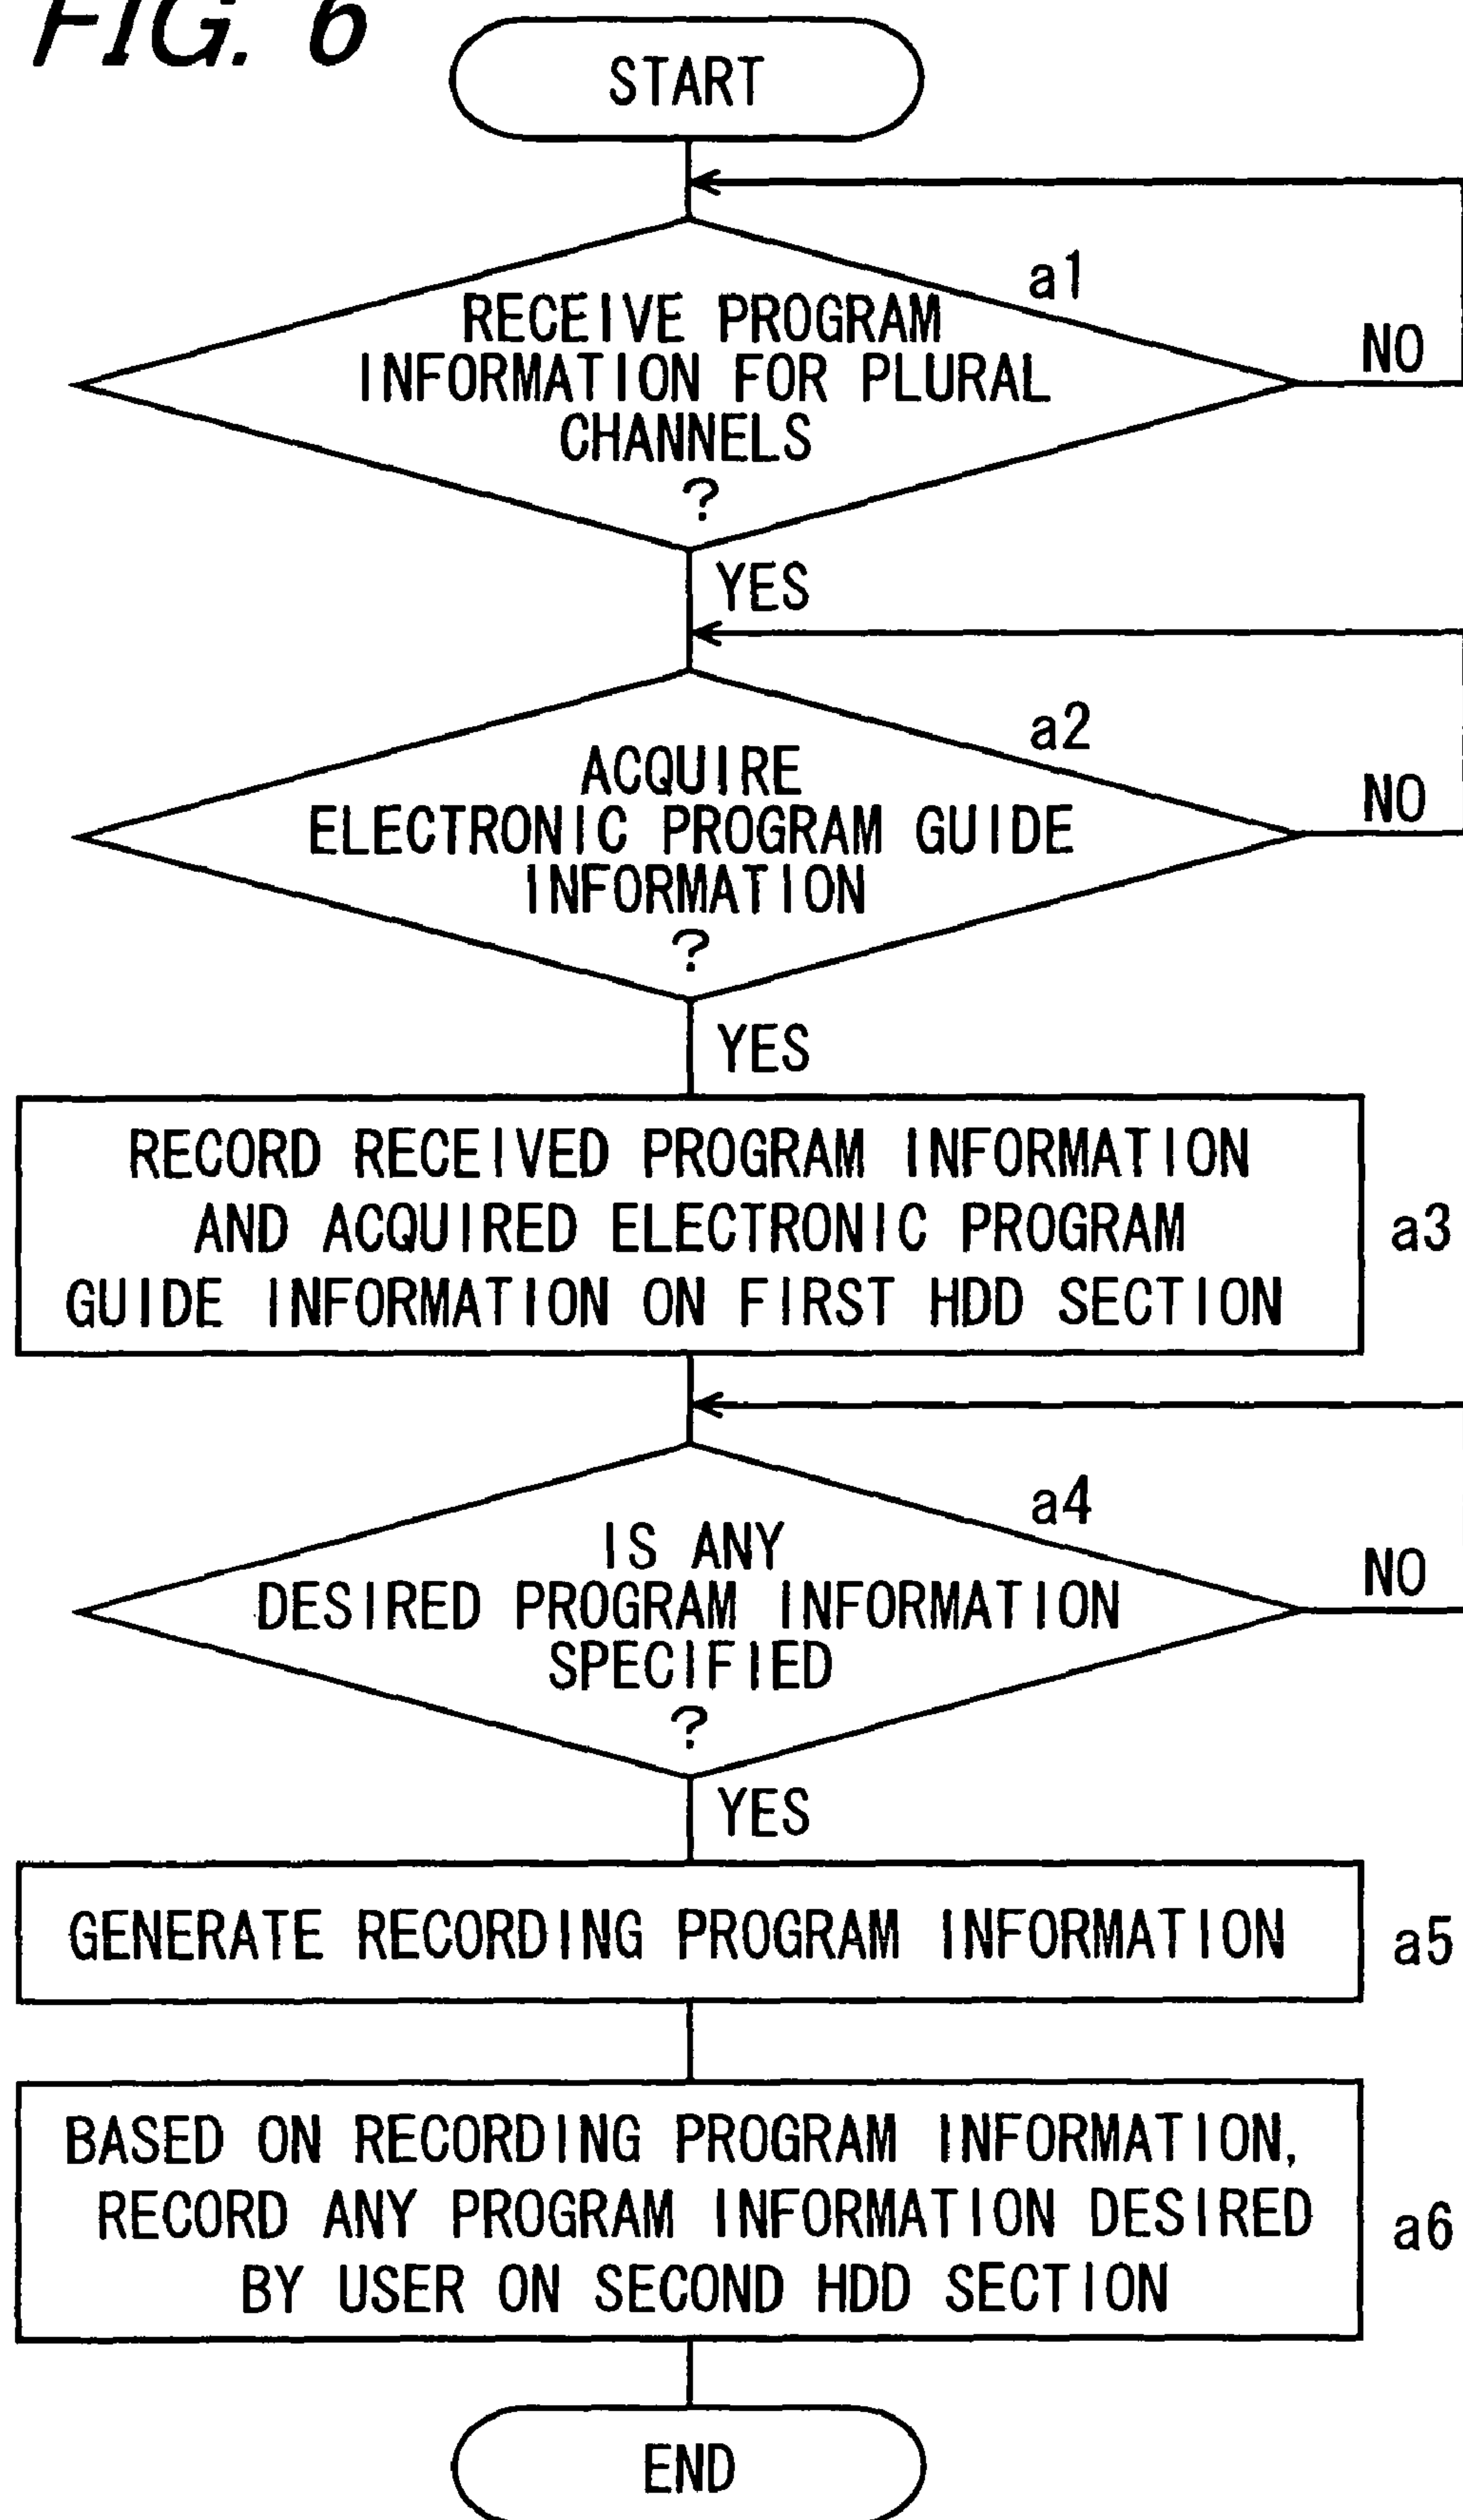 FIG. 6
START
a1
RECEIVE PROGRAM
INFORMATION FOR PLURAL
CHANNELS
?
NO
YES
a2
ACQUIRE
ELECTRONIC PROGRAM GUIDE
INFORMATION
?
NO
YES
RECORD RECEIVED PROGRAM INFORMATION
AND ACQUIRED ELECTRONIC PROGRAM
GUIDE INFORMATION ON FIRST HDD SECTION
a3
a4
IS ANY
DESIRED PROGRAM INFORMATION
SPECIFIED
?
NO
YES
GENERATE RECORDING PROGRAM INFORMATION
a5
BASED ON RECORDING PROGRAM INFORMATION,
RECORD ANY PROGRAM INFORMATION DESIRED
BY USER ON SECOND HDD SECTION
a6
END